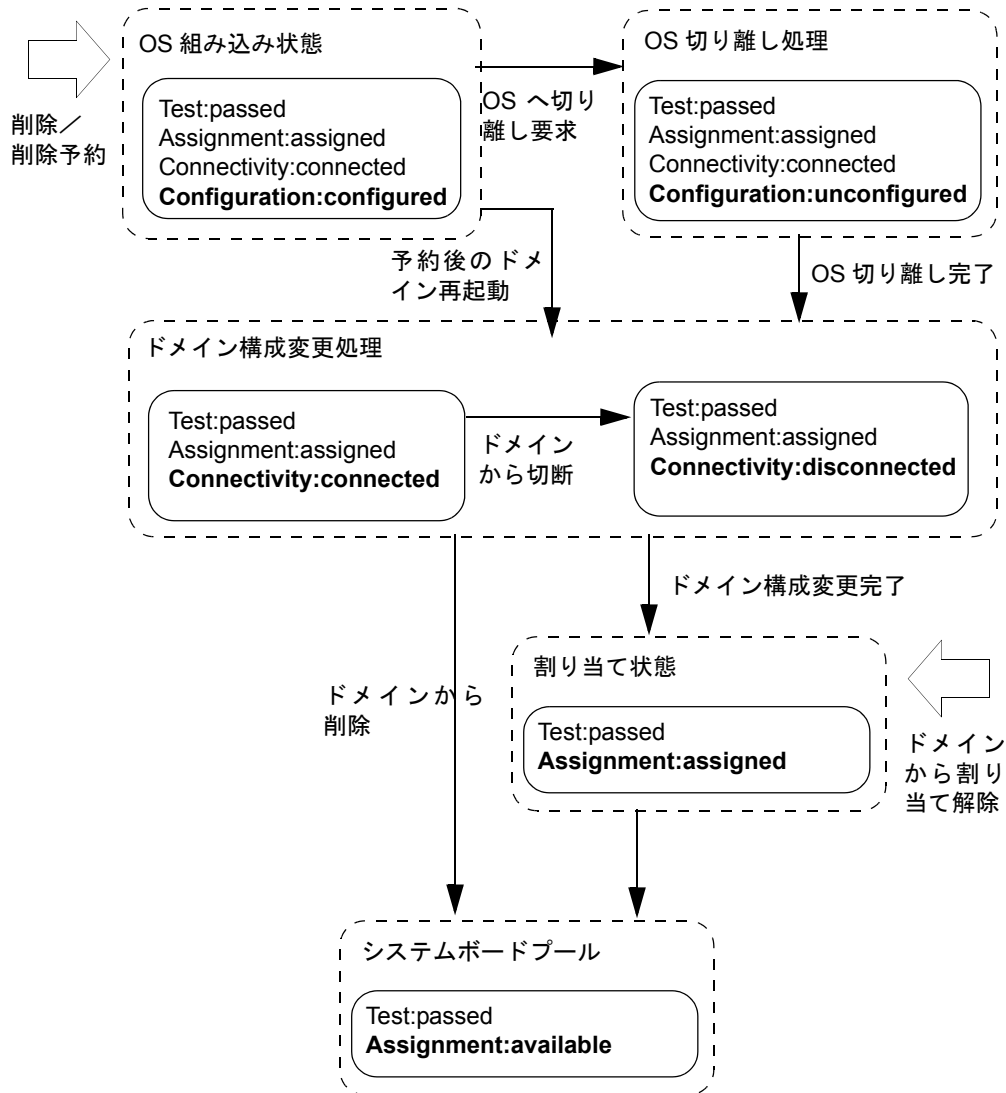 OS 組み込み状態
Test:passed
Assignment:assigned
Connectivity:connected
Configuration:configured
削除／
削除予約
OS へ切り
離し要求
OS 切り離し処理
Test:passed
Assignment:assigned
Connectivity:connected
Configuration:unconfigured
予約後のドメ
イン再起動
OS 切り離し完了
ドメイン構成変更処理
Test:passed
Assignment:assigned
Connectivity:connected
ドメイン
から切断
Test:passed
Assignment:assigned
Connectivity:disconnected
ドメイン構成変更完了
ドメインから
削除
割り当て状態
Test:passed
Assignment:assigned
ドメイン
から割り
当て解除
システムボードプール
Test:passed
Assignment:available